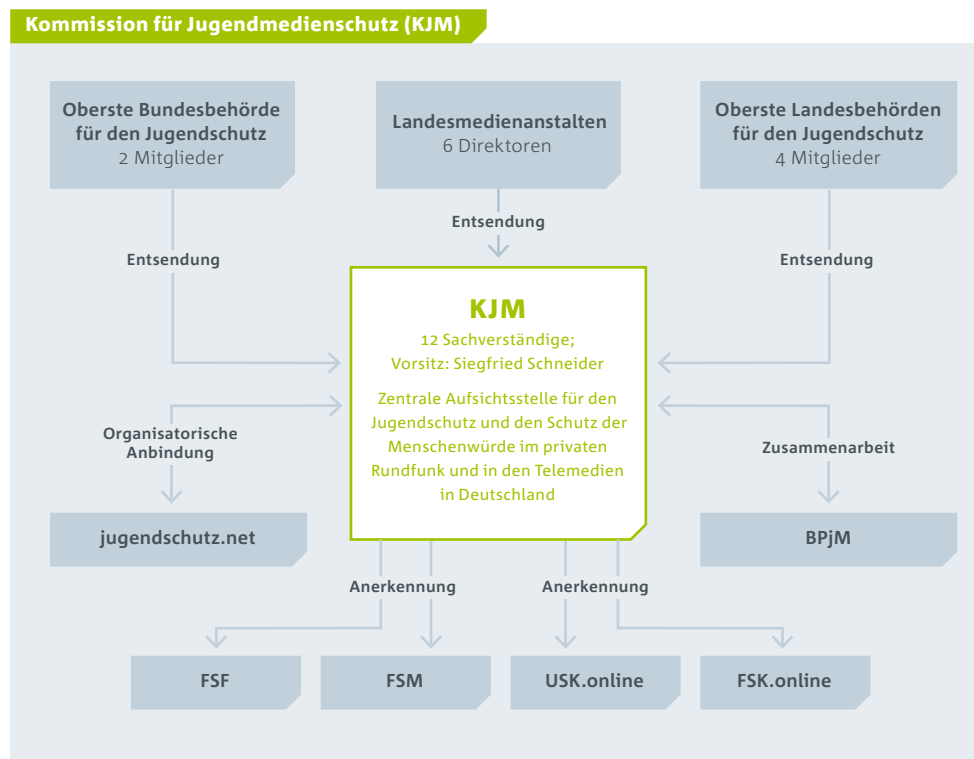 Kommission für Jugendmedienschutz (KJM)
Oberste Bundesbehörde
für den Jugendschutz
2 Mitglieder
Landesmedienanstalten
6 Direktoren
Oberste Landesbehörden
für den Jugendschutz
4 Mitglieder
Entsendung
Entsendung
Entsendung
KJM
12 Sachverständige;
Vorsitz: Siegfried Schneider
Zentrale Aufsichtsstelle für den
Jugendschutz und den Schutz der
Menschenwürde im privaten
Rundfunk und in den Telemedien
in Deutschland
Organisatorische
Anbindung
Zusammenarbeit
jugendschutz.net
BPjM
Anerkennung
Anerkennung
FSF
FSM
USK.online
FSK.online